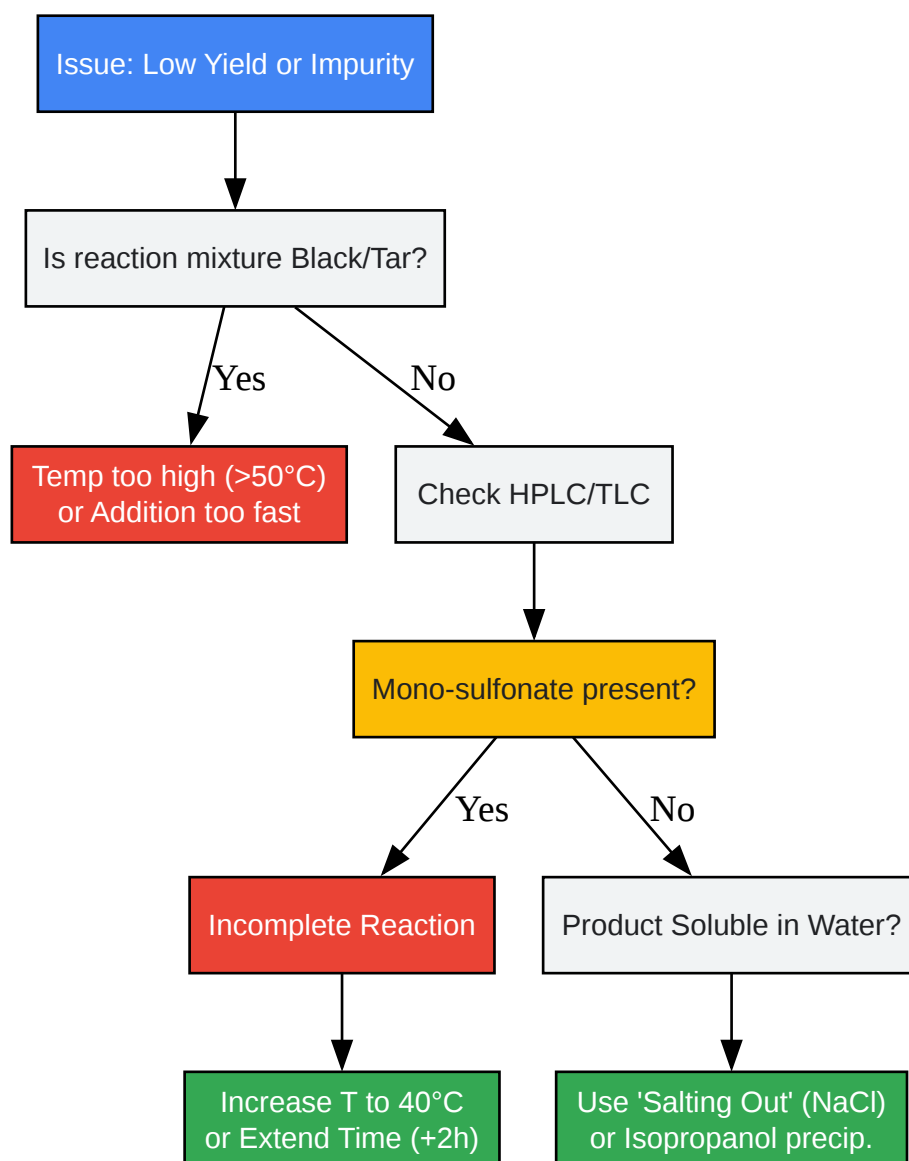 Issue: Low Yield or Impurity
Is reaction mixture Black/Tar?
Yes
No
Temp too high (>50°C)
or Addition too fast
Check HPLC/TLC
Mono-sulfonate present?
Yes
No
Incomplete Reaction
Product Soluble in Water?
Increase T to 40°C
or Extend Time (+2h)
Use 'Salting Out' (NaCl)
or Isopropanol precip.